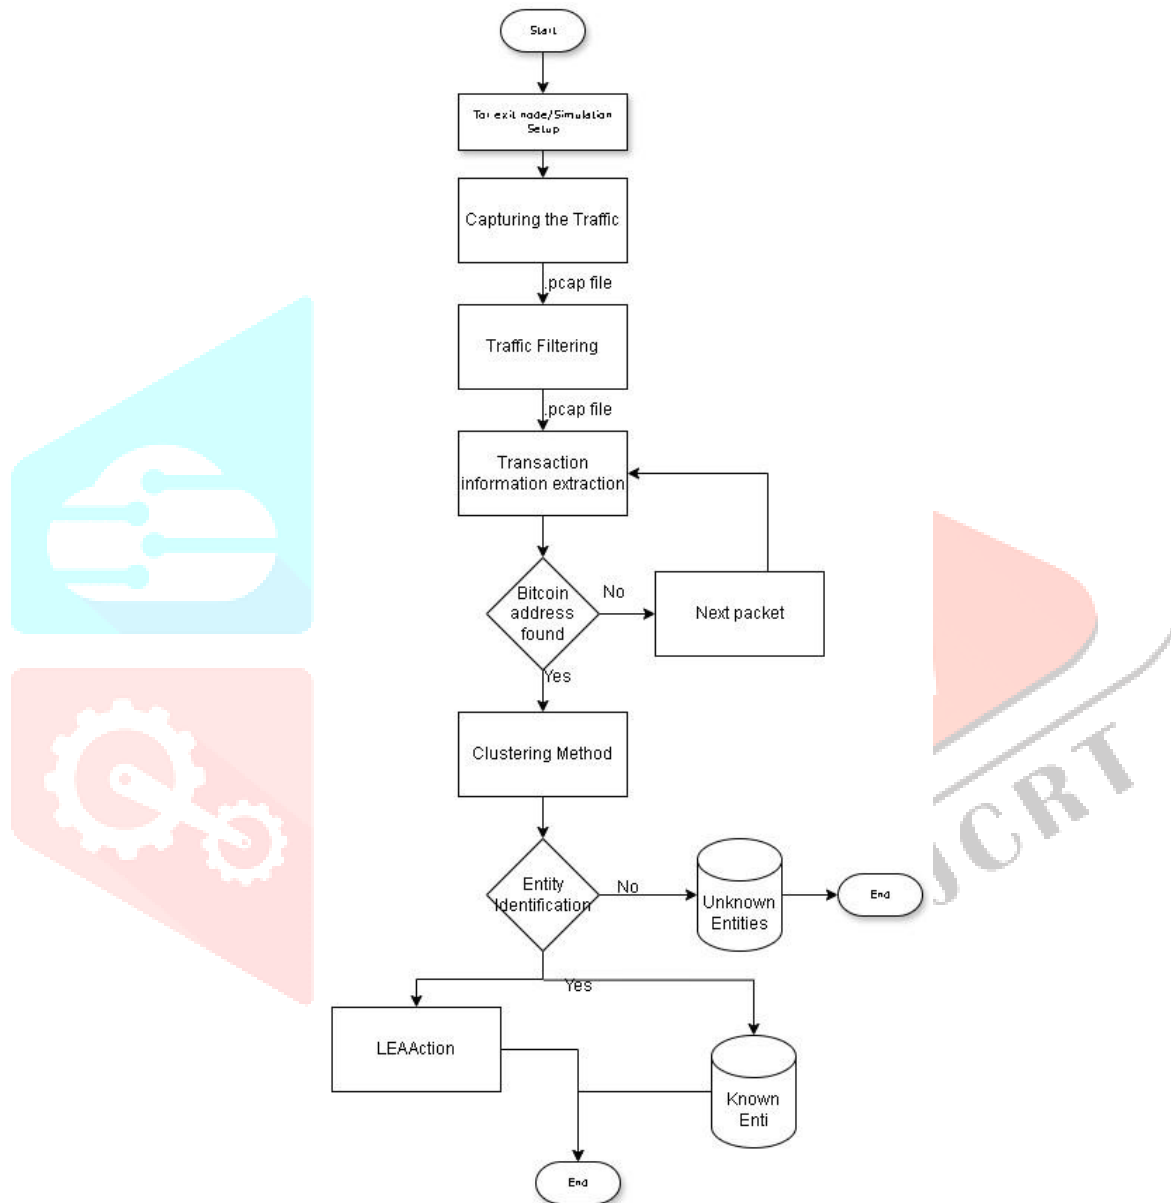 Start
Tor exit node/Simulation
Setup
Capturing the Traffic
.pcap file
Traffic Filtering
.pcap file
Transaction
information extraction
Bitcoin
address
found
No
Next packet
Yes
Clustering Method
Entity
Identification
No
Unknown
Entities
End
Yes
LEAAction
Known
Enti
End
JCRT